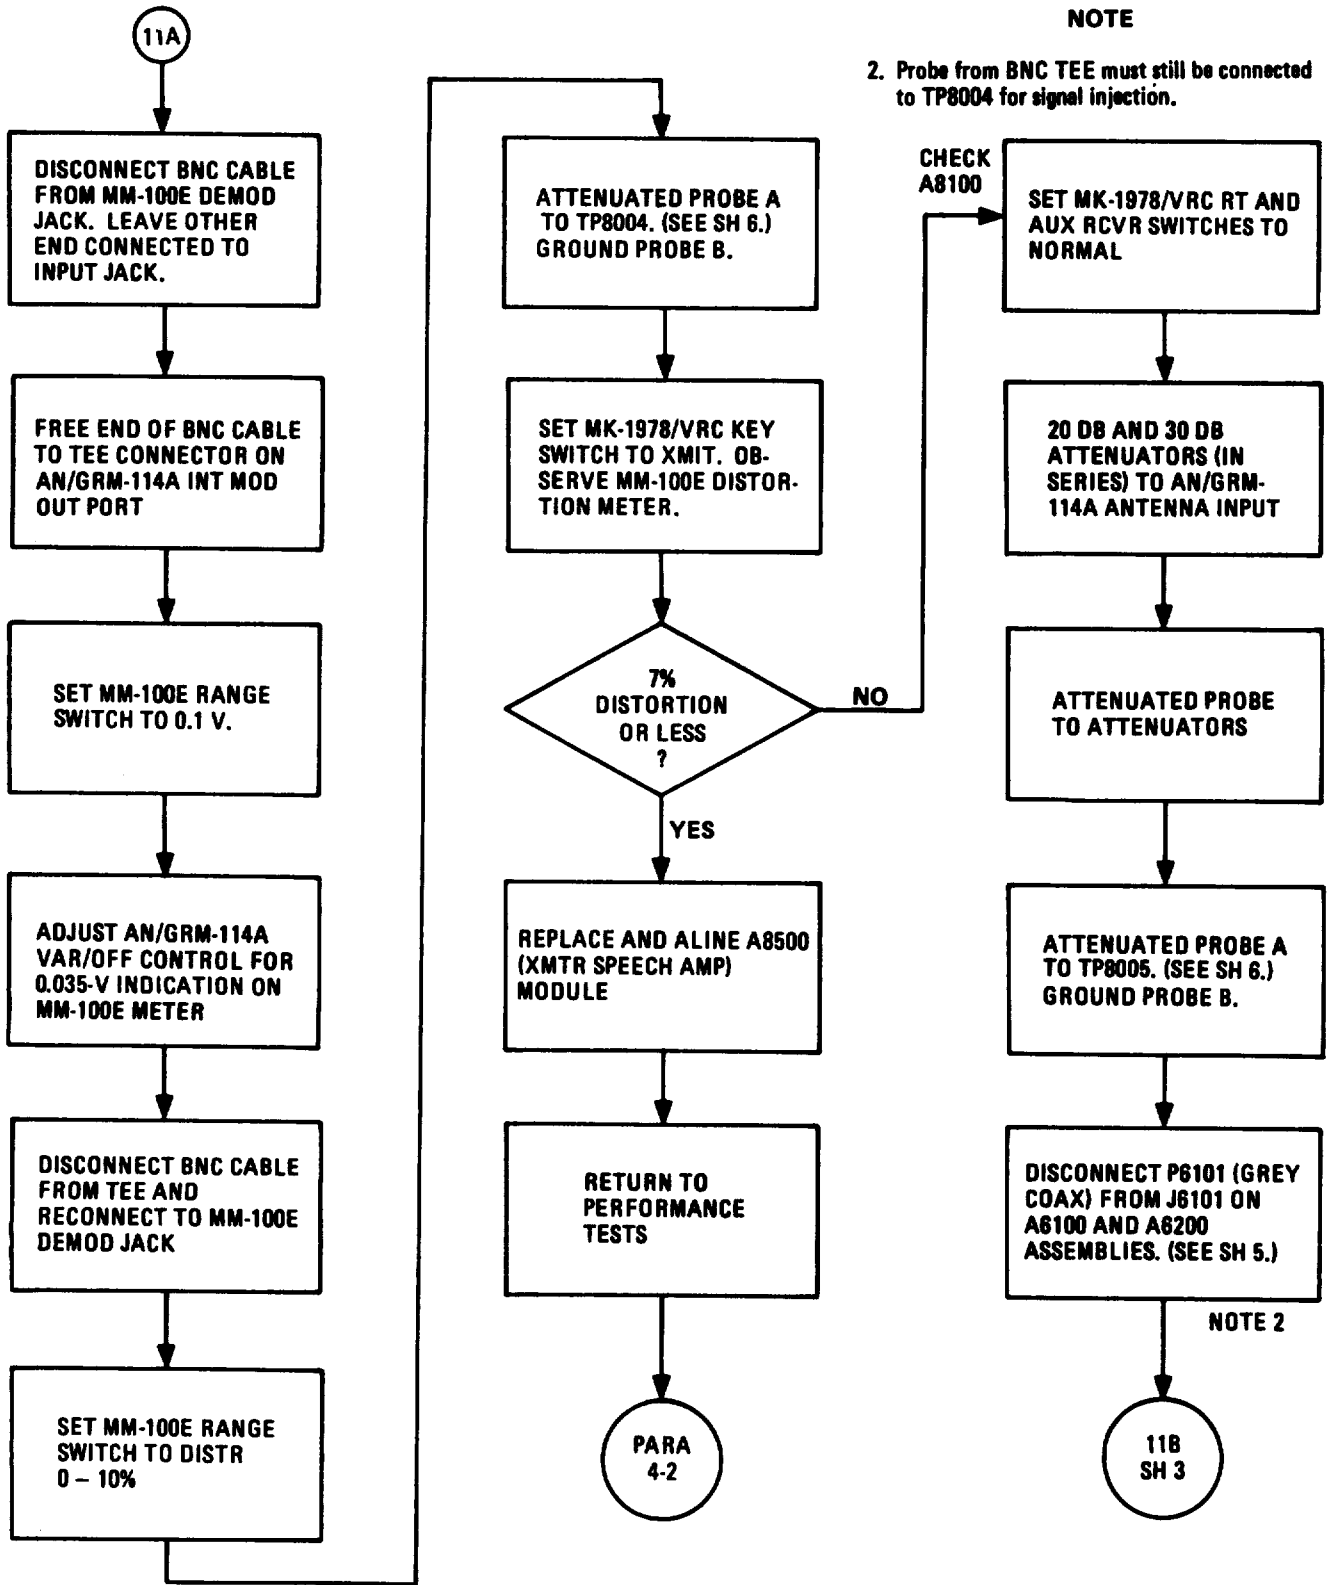 11A
DISCONNECT BNC CABLE
FROM MM-100E DEMOD
JACK. LEAVE OTHER
END CONNECTED TO
INPUT JACK.
FREE END OF BNC CABLE
TO TEE CONNECTOR ON
AN/GRM-114A INT MOD
OUT PORT
SET MM-100E RANGE
SWITCH TO 0.1 V.
ADJUST AN/GRM-114A
VAR/OFF CONTROL FOR
0.035-V INDICATION ON
MM-100E METER
DISCONNECT BNC CABLE
FROM TEE AND
RECONNECT TO MM-100E
DEMOD JACK
SET MM-100E RANGE
SWITCH TO DISTR
0 – 10%
ATTENUATED PROBE A
TO TP8004. (SEE SH 6.)
GROUND PROBE B.
SET MK-1978/VRC KEY
SWITCH TO XMIT. OB-
SERVE MM-100E DISTOR-
TION METER.
7%
DISTORTION
OR LESS
?
NO
YES
REPLACE AND ALINE A8500
(XMTR SPEECH AMP)
MODULE
RETURN TO
PERFORMANCE
TESTS
PARA
4-2
NOTE
2. Probe from BNC TEE must still be connected
to TP8004 for signal injection.
CHECK
A8100
SET MK-1978/VRC RT AND
AUX RCVR SWITCHES TO
NORMAL
20 DB AND 30 DB
ATTENUATORS (IN
SERIES) TO AN/GRM-
114A ANTENNA INPUT
ATTENUATED PROBE
TO ATTENUATORS
ATTENUATED PROBE A
TO TP8005. (SEE SH 6.)
GROUND PROBE B.
DISCONNECT P6101 (GREY
COAX) FROM J6101 ON
A6100 AND A6200
ASSEMBLIES. (SEE SH 5.)
NOTE 2
11B
SH 3